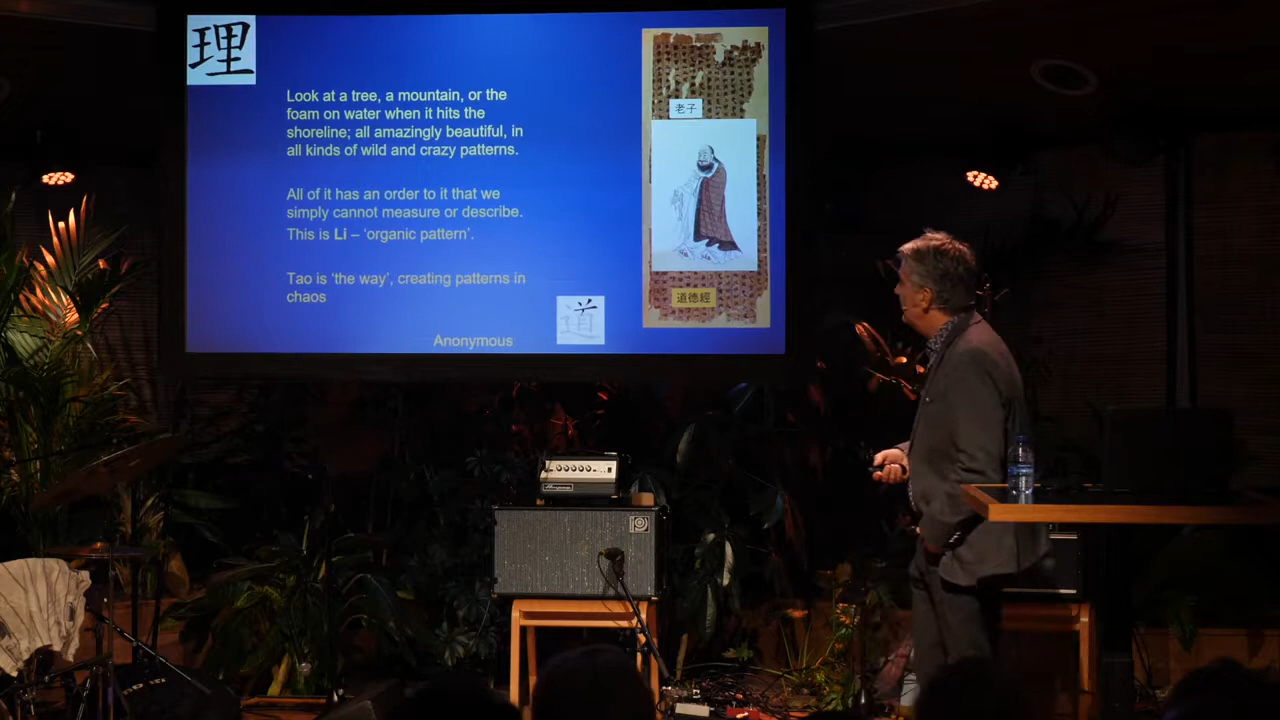 理
Look at a tree, a mountain, or the
foam on water when it hits the
shoreline; all amazingly beautiful, in
all kinds of wild and crazy patterns.
All of it has an order to it that we
simply cannot measure or describe.
This is Li – ‘organic pattern’.
Tao is ‘the way’, creating patterns in
chaos
Anonymous
道
老子
道德經